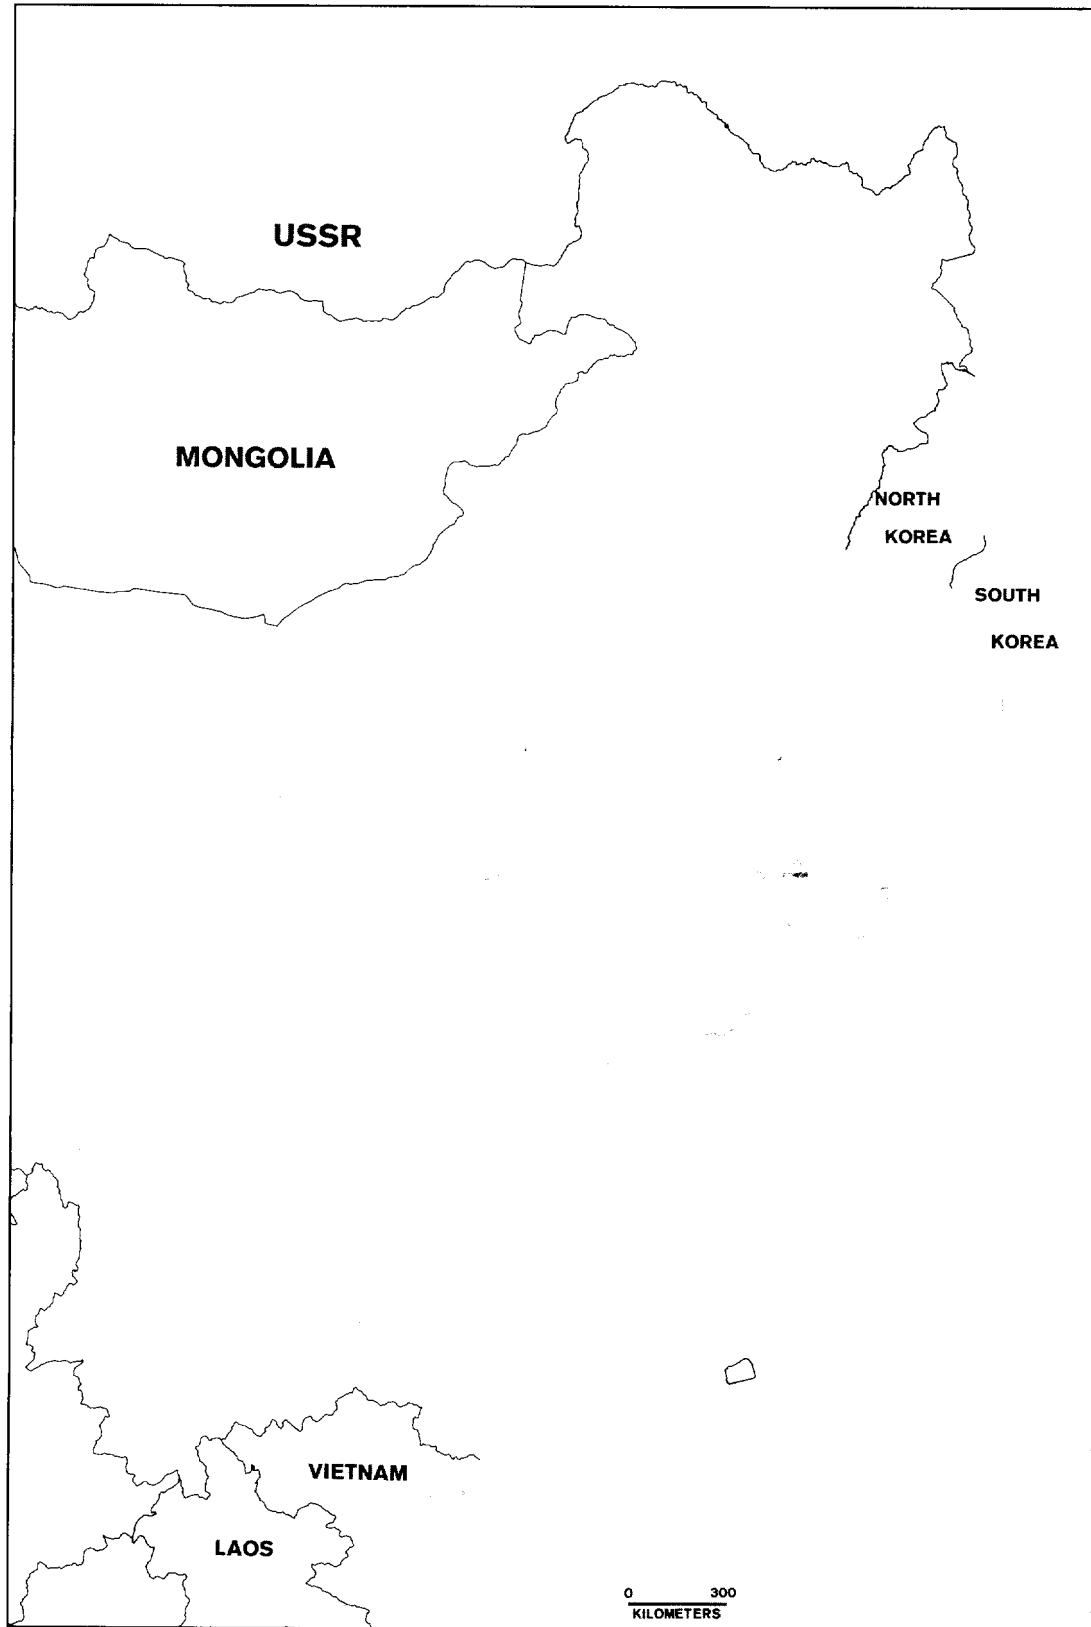 USSR
MONGOLIA
NORTH
KOREA
SOUTH
KOREA
VIETNAM
LAOS
0 300
KILOMETERS